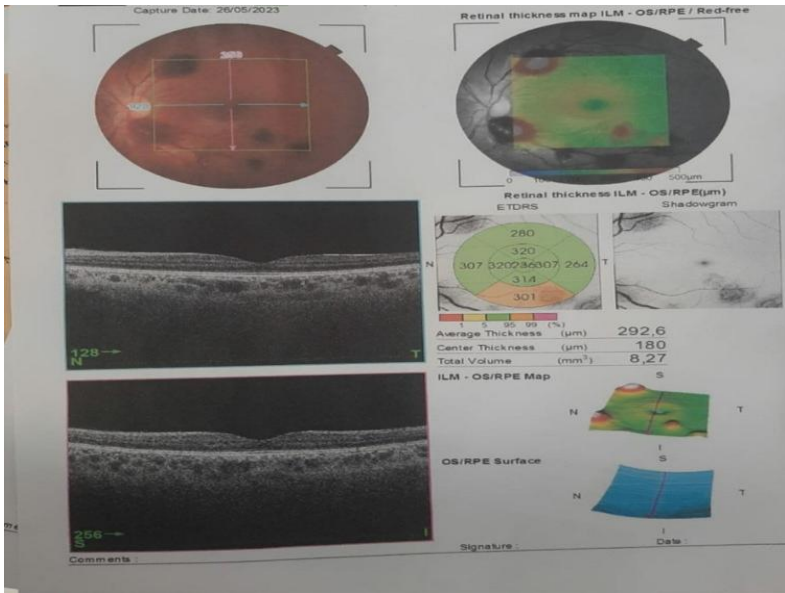 Capture Date: 26/05/2023
Retinal thickness map ILM - OS/RPE / Red-free
0
500µm
Retinal thickness ILM - OS/RPE(µm)
ETDRS
Shadowgram
280
320
N 307 320 236 307 264 T
314
301
1 5 95 99 (%)
Average Thickness (µm) 292,6
Center Thickness (µm) 180
Total Volume (mm³) 8,27
128
N
T
ILM - OS/RPE Map
S
N
T
I
OS/RPE Surface
S
N
T
I
256
S
I
Comments :
Signature :
Date :